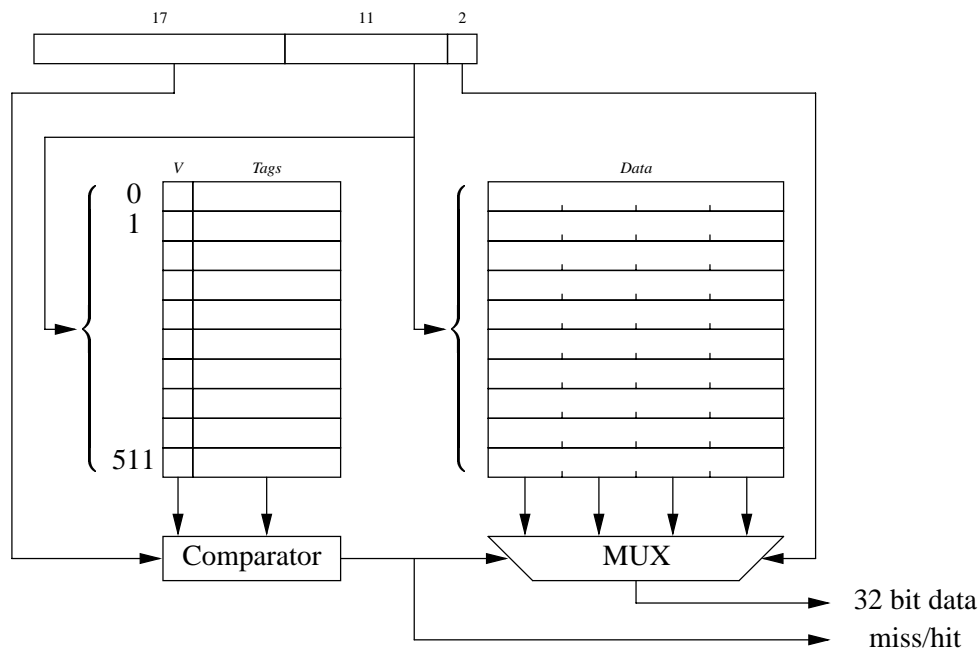 17 11 2
V Tags Data
0
1
511
Comparator MUX
32 bit data
miss/hit